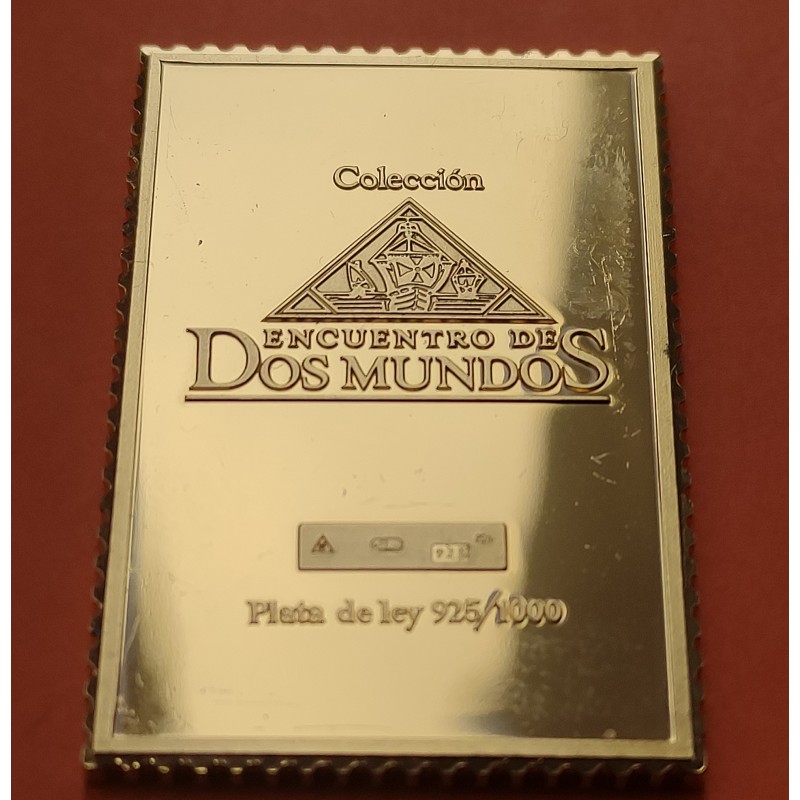 Colección
ENCUENTRO DE
DOS MUNDOS
Plata de ley 925/1000